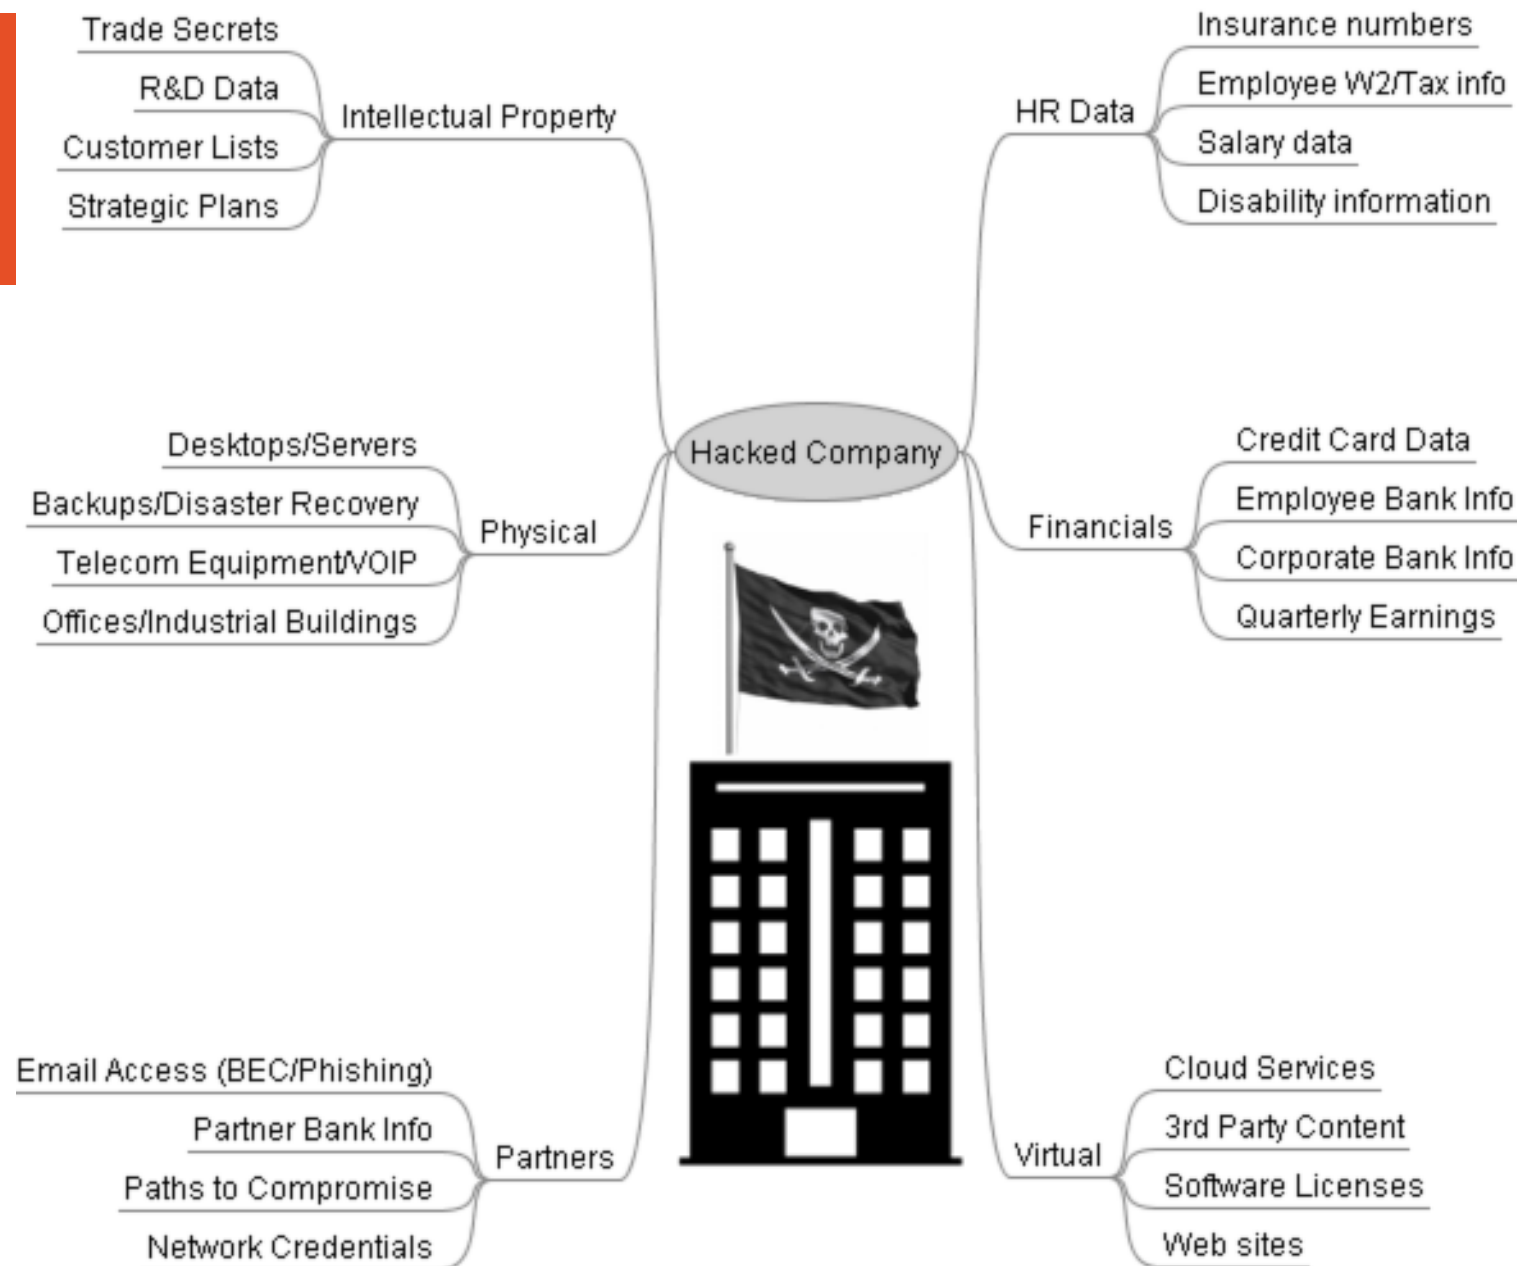 Trade Secrets
R&D Data
Customer Lists
Strategic Plans
Intellectual Property
Insurance numbers
Employee W2/Tax info
Salary data
Disability information
HR Data
Hacked Company
Desktops/Servers
Backups/Disaster Recovery
Telecom Equipment/VOIP
Offices/Industrial Buildings
Physical
Credit Card Data
Employee Bank Info
Corporate Bank Info
Quarterly Earnings
Financials
Email Access (BEC/Phishing)
Partner Bank Info
Paths to Compromise
Network Credentials
Partners
Cloud Services
3rd Party Content
Software Licenses
Web sites
Virtual